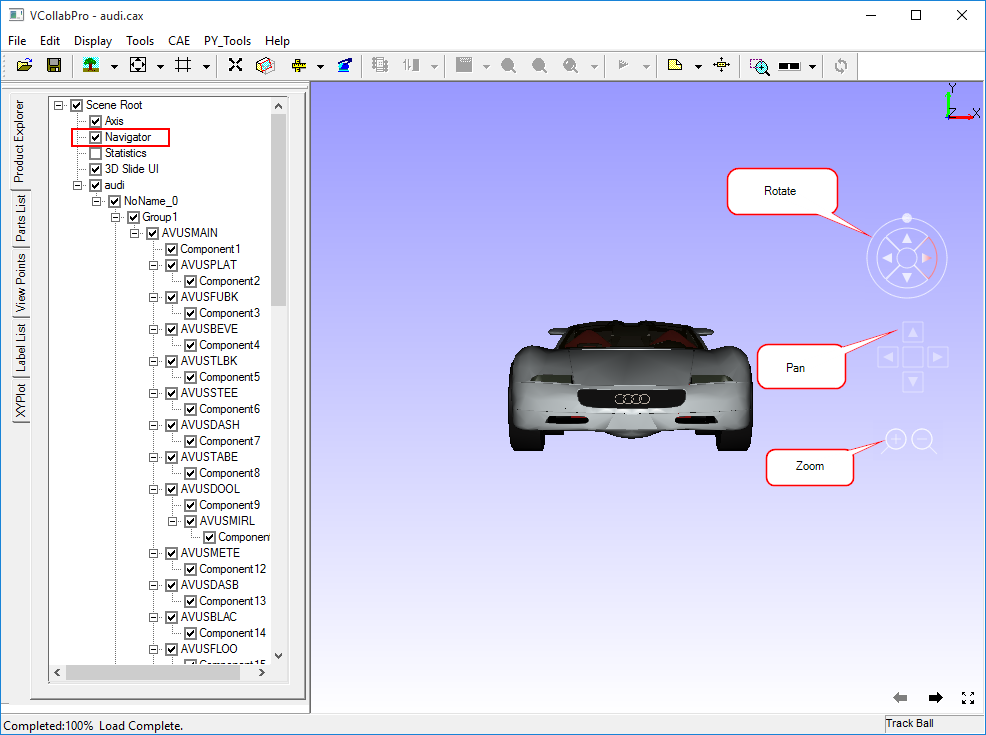 VCollabPro - audi.cax
File Edit Display Tools CAE PY_Tools Help
Product Explorer
Parts List
View Points
Label List
XYPlot
Scene Root
Axis
Navigator
Statistics
3D Slide UI
audi
NoName_0
Group1
AVUSMAIN
Component1
AVUSPLAT
Component2
AVUSFUBK
Component3
AVUSBEVE
Component4
AVUSTLBK
Component5
AVUSSTEE
Component6
AVUSDASH
Component7
AVUSTABE
Component8
AVUSDOOL
Component9
AVUSMIRL
Component
AVUSMETE
Component12
AVUSDASB
Component13
AVUSBLAC
Component14
AVUSFLOO
Component15
Y
Z X
Rotate
Pan
Zoom
Completed:100% Load Complete.
Track Ball